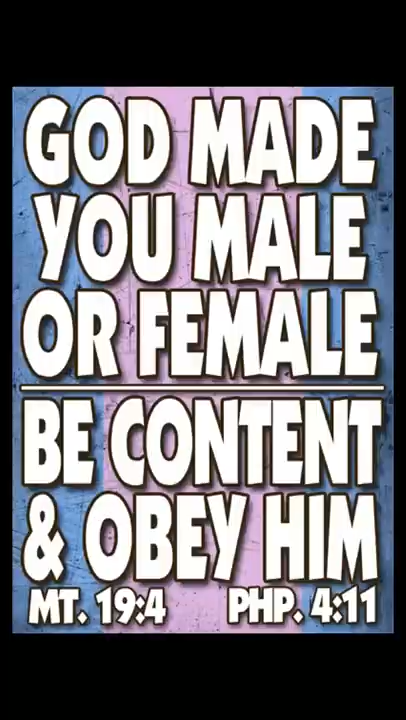 GOD MADE
YOU MALE
OR FEMALE
BE CONTENT
& OBEY HIM
MT. 19:4 PHP. 4:11